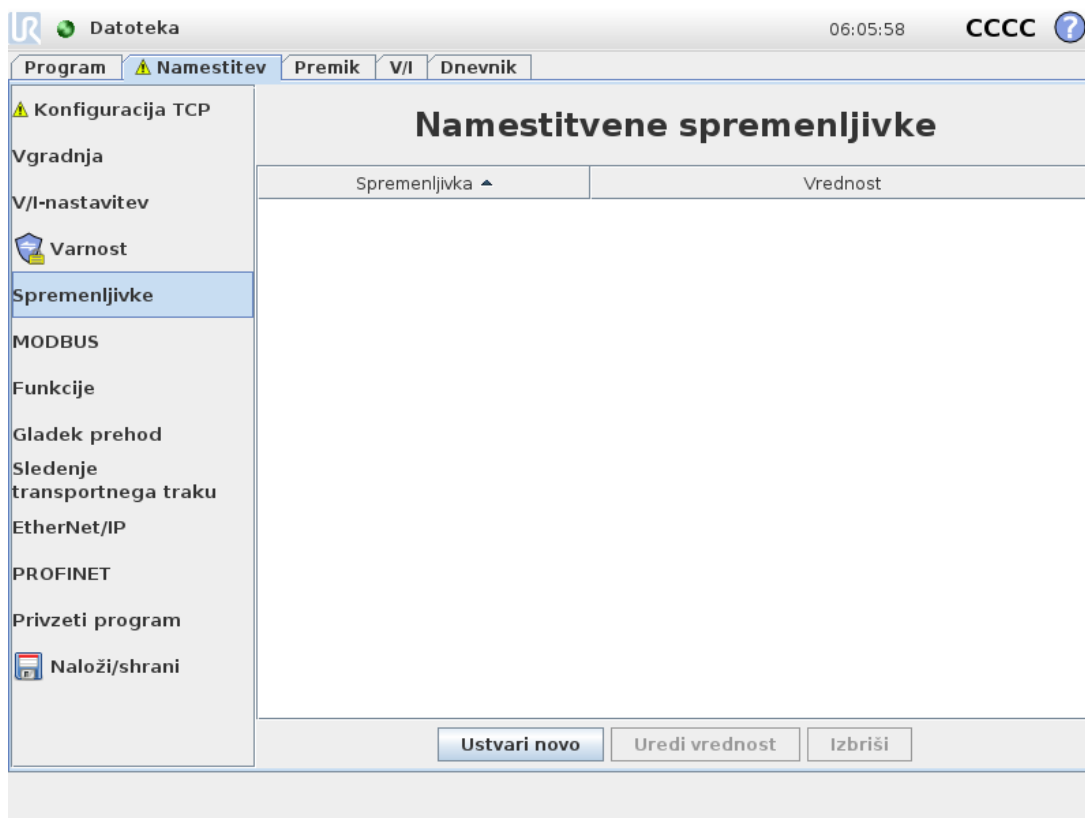 Datoteka 06:05:58 CCCC ?
Program Namestitev Premik V/I Dnevnik
Konfiguracija TCP
Vgradnja
V/I-nastavitev
Varnost
Spremenljivke
MODBUS
Funkcije
Gladek prehod
Sledenje
transportnega traku
EtherNet/IP
PROFINET
Privzeti program
Naloži/shrani
Namestitvene spremenljivke
Spremenljivka Vrednost
Ustvari novo Uredi vrednost Izbriši